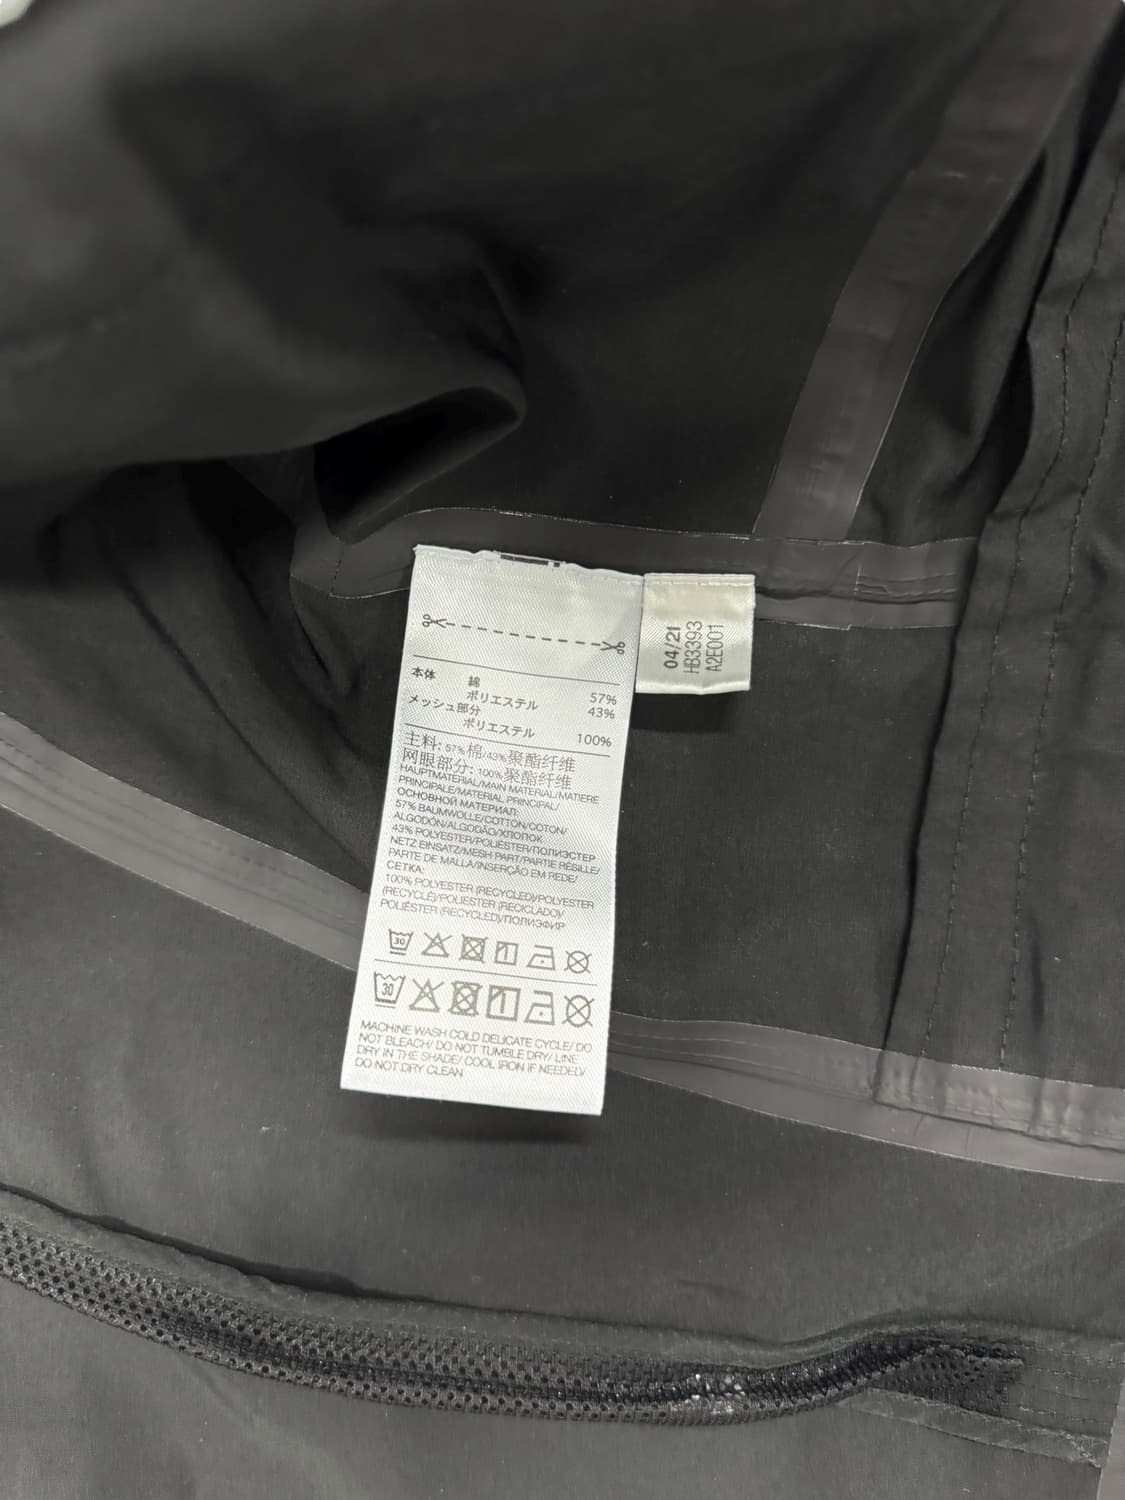 本体 綿 57%
ポリエステル 43%
メッシュ部分
ポリエステル 100%
主料: 57%棉/43%聚酯纤维
网眼部分: 100%聚酯纤维
HAUPTMATERIAL/MAIN MATERIAL/MATIERE
PRINCIPALE/MATERIAL PRINCIPAL/
ОСНОВНОЙ МАТЕРИАЛ:
57% BAUMWOLLE/COTTON/COTON/
ALGODÓN/ALGODÃO/ХЛОПОК
43% POLYESTER/POLIÉSTER/ПОЛИЭСТЕР
NETZ EINSATZ/MESH PART/PARTIE RÉSILLE/
PARTE DE MALLA/INSERÇÃO EM REDE/
СЕТКА:
100% POLYESTER (RECYCLED)/POLYESTER
(RECYCLÉ)/POLIESTER (RECICLADO)/
POLIÉSTER (RECYCLED)/ПОЛИЭФИР
30
30
MACHINE WASH COLD DELICATE CYCLE/ DO
NOT BLEACH/ DO NOT TUMBLE DRY/ LINE
DRY IN THE SHADE/ COOL IRON IF NEEDED/
DO NOT DRY CLEAN
04/21
HB3393
A2E001